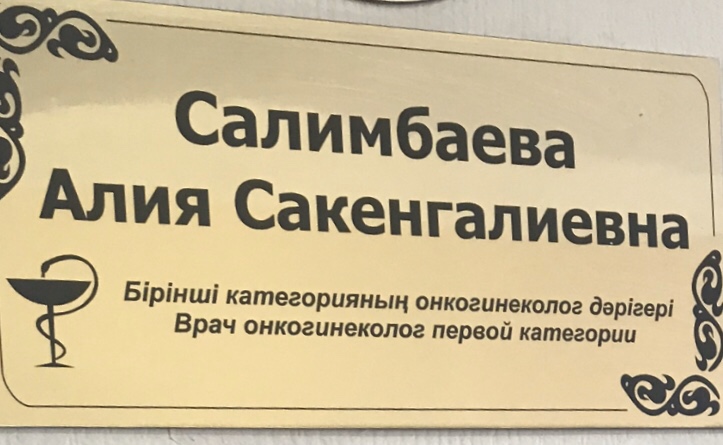 Салимбаева
Алия Сакенгалиевна
Бірінші категорияның онкогинеколог дәрігері
Врач онкогинеколог первой категории